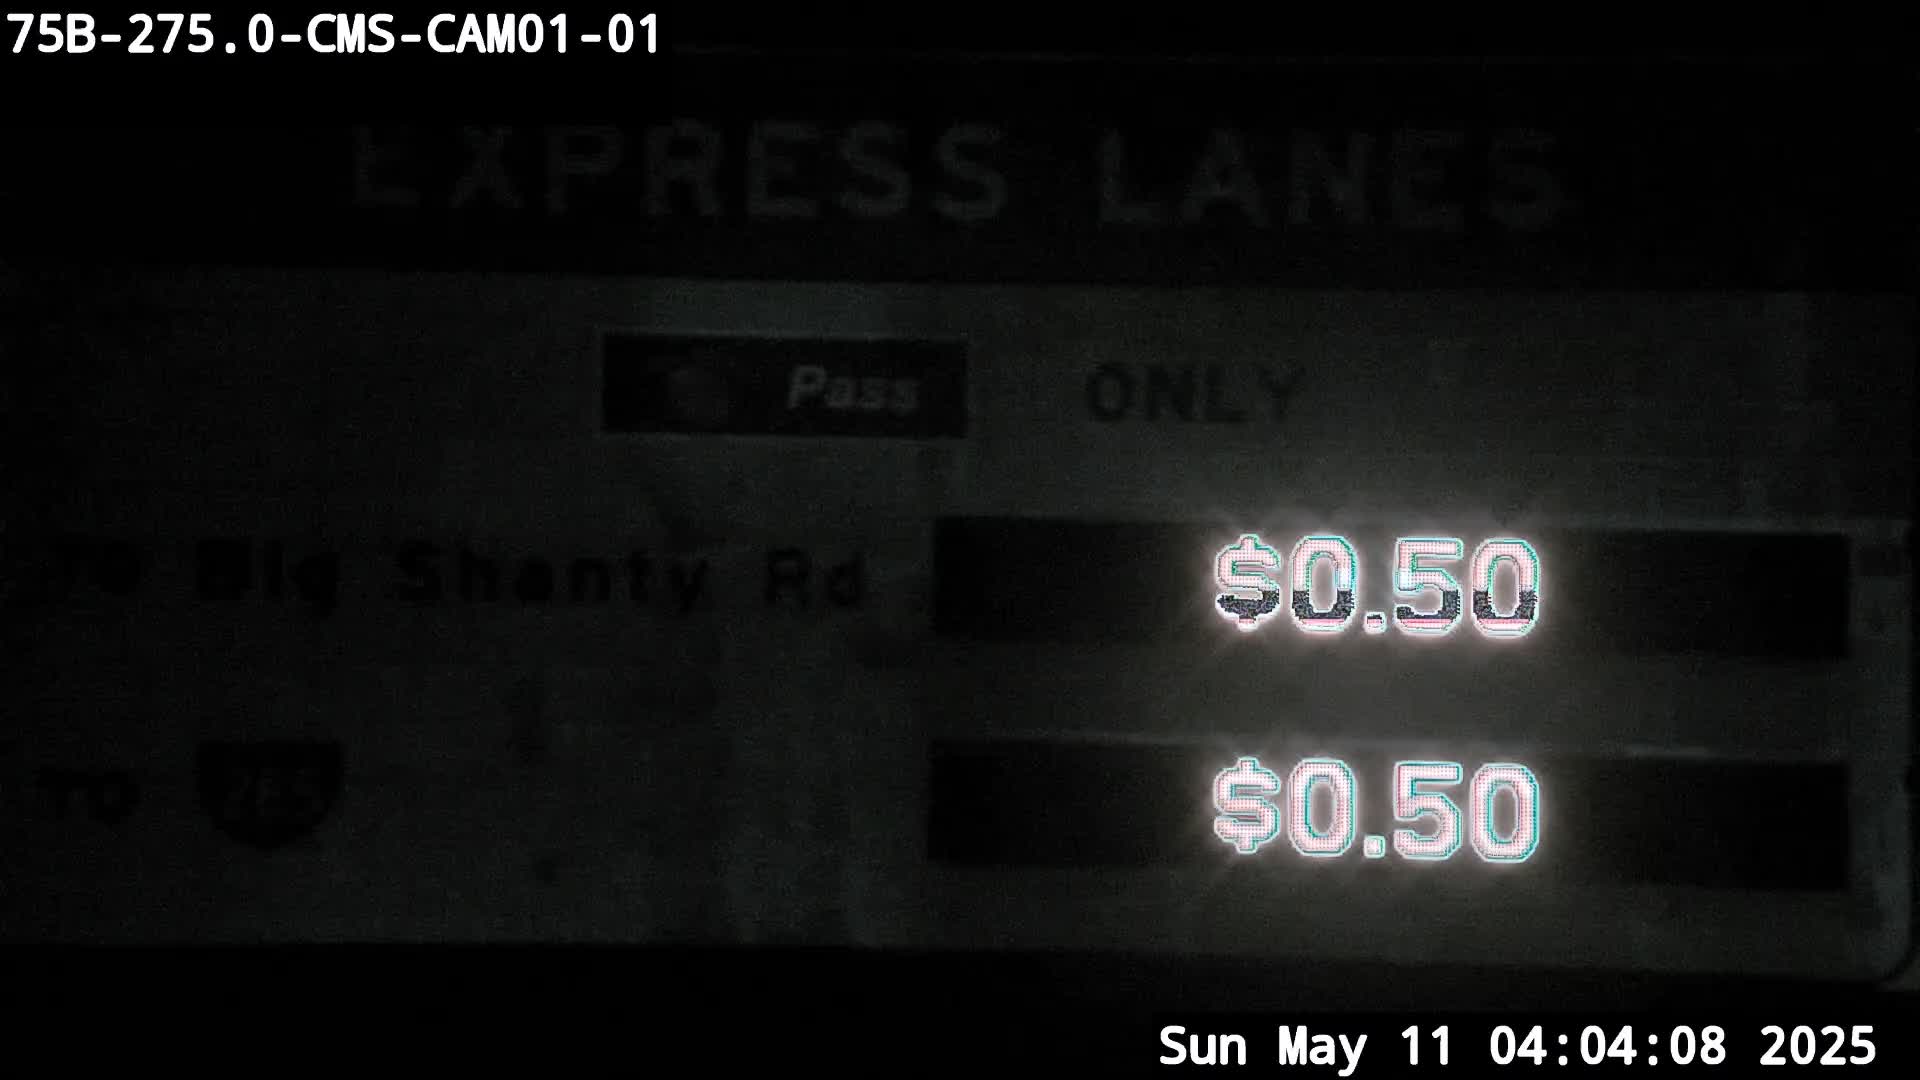 75B-275.0-CMS-CAM01-01
EXPRESS LANES
Pass ONLY
Big Shanty Rd $0.50
TO $0.50
Sun May 11 04:04:08 2025